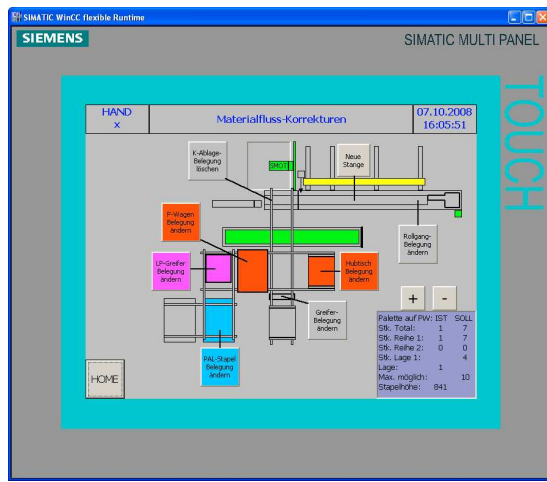 SIMATIC WinCC flexible Runtime
SIEMENS
SIMATIC MULTI PANEL
TOUCH
HAND
x
Materialfluss-Korrekturen
07.10.2008
16:05:51
K-Ablage-
Belegung
löschen
SMOT
Neue
Stange
P-Wagen
Belegung
ändern
Rollgang-
Belegung
ändern
LP-Greifer
Belegung
ändern
Hubtisch
Belegung
ändern
Greifer-
Belegung
ändern
PAL-Stapel
Belegung
ändern
+ -
Palette auf PW: IST SOLL
Stk. Total: 1 7
Stk. Reihe 1: 1 7
Stk. Reihe 2: 0 0
Stk. Lage 1: 4
Lage: 1
Max. möglich: 10
Stapelhöhe: 841
HOME